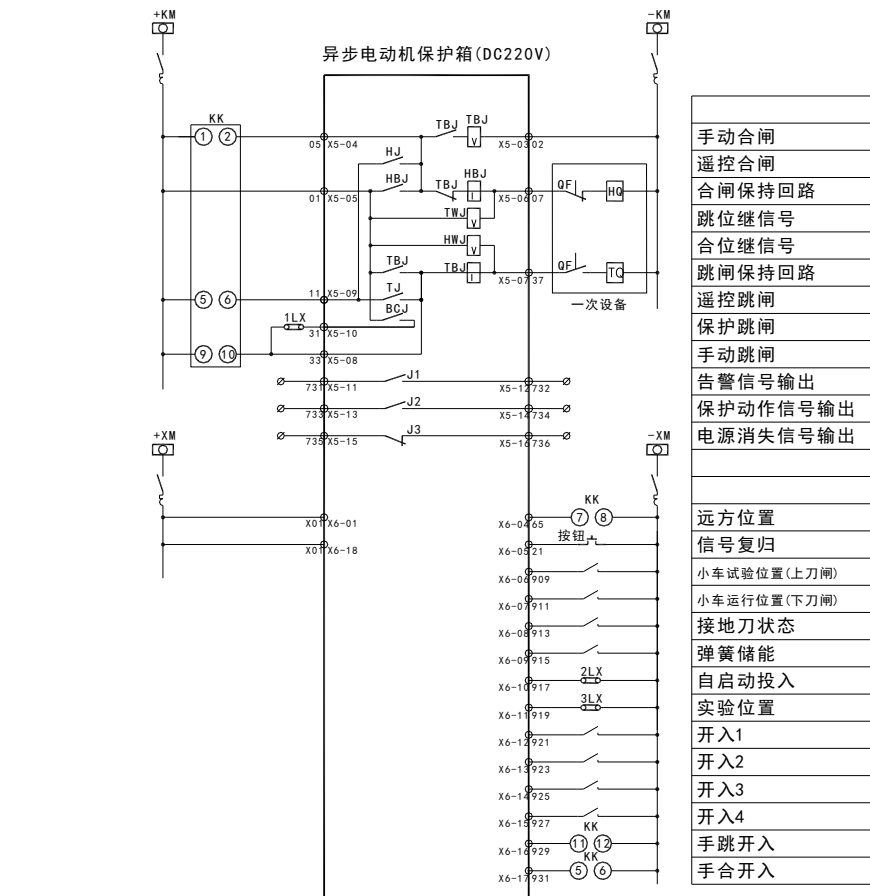 +KM
-KM
异步电动机保护箱(DC220V)
KK
① ②
05 X5-04
TBJ
TBJ
V
X5-03 02
手动合闸
HJ
遥控合闸
01 X5-05
HBJ
TBJ
HBJ
I
X5-06 07
QF
HQ
合闸保持回路
TWJ
V
跳位继信号
HWJ
V
合位继信号
TBJ
TBJ
I
X5-07 37
QF
TQ
跳闸保持回路
⑤ ⑥
11 X5-09
TJ
一次设备
遥控跳闸
1LX
31 X5-10
BCJ
保护跳闸
⑨ ⑩
33 X5-08
手动跳闸
731 X5-11
J1
X5-12 732
告警信号输出
733 X5-13
J2
X5-14 734
保护动作信号输出
735 X5-15
J3
X5-16 736
电源消失信号输出
+XM
-XM
X01 X6-01
X6-04 65
KK
⑦ ⑧
远方位置
X01 X6-18
X6-05 21
按钮
信号复归
X6-06 909
小车试验位置(上刀闸)
X6-07 911
小车运行位置(下刀闸)
X6-08 913
接地刀状态
X6-09 915
弹簧储能
X6-10 917
2LX
自启动投入
X6-11 919
3LX
实验位置
X6-12 921
开入1
X6-13 923
开入2
X6-14 925
开入3
X6-15 927
开入4
X6-16 929
KK
⑪ ⑫
手跳开入
X6-17 931
KK
⑤ ⑥
手合开入